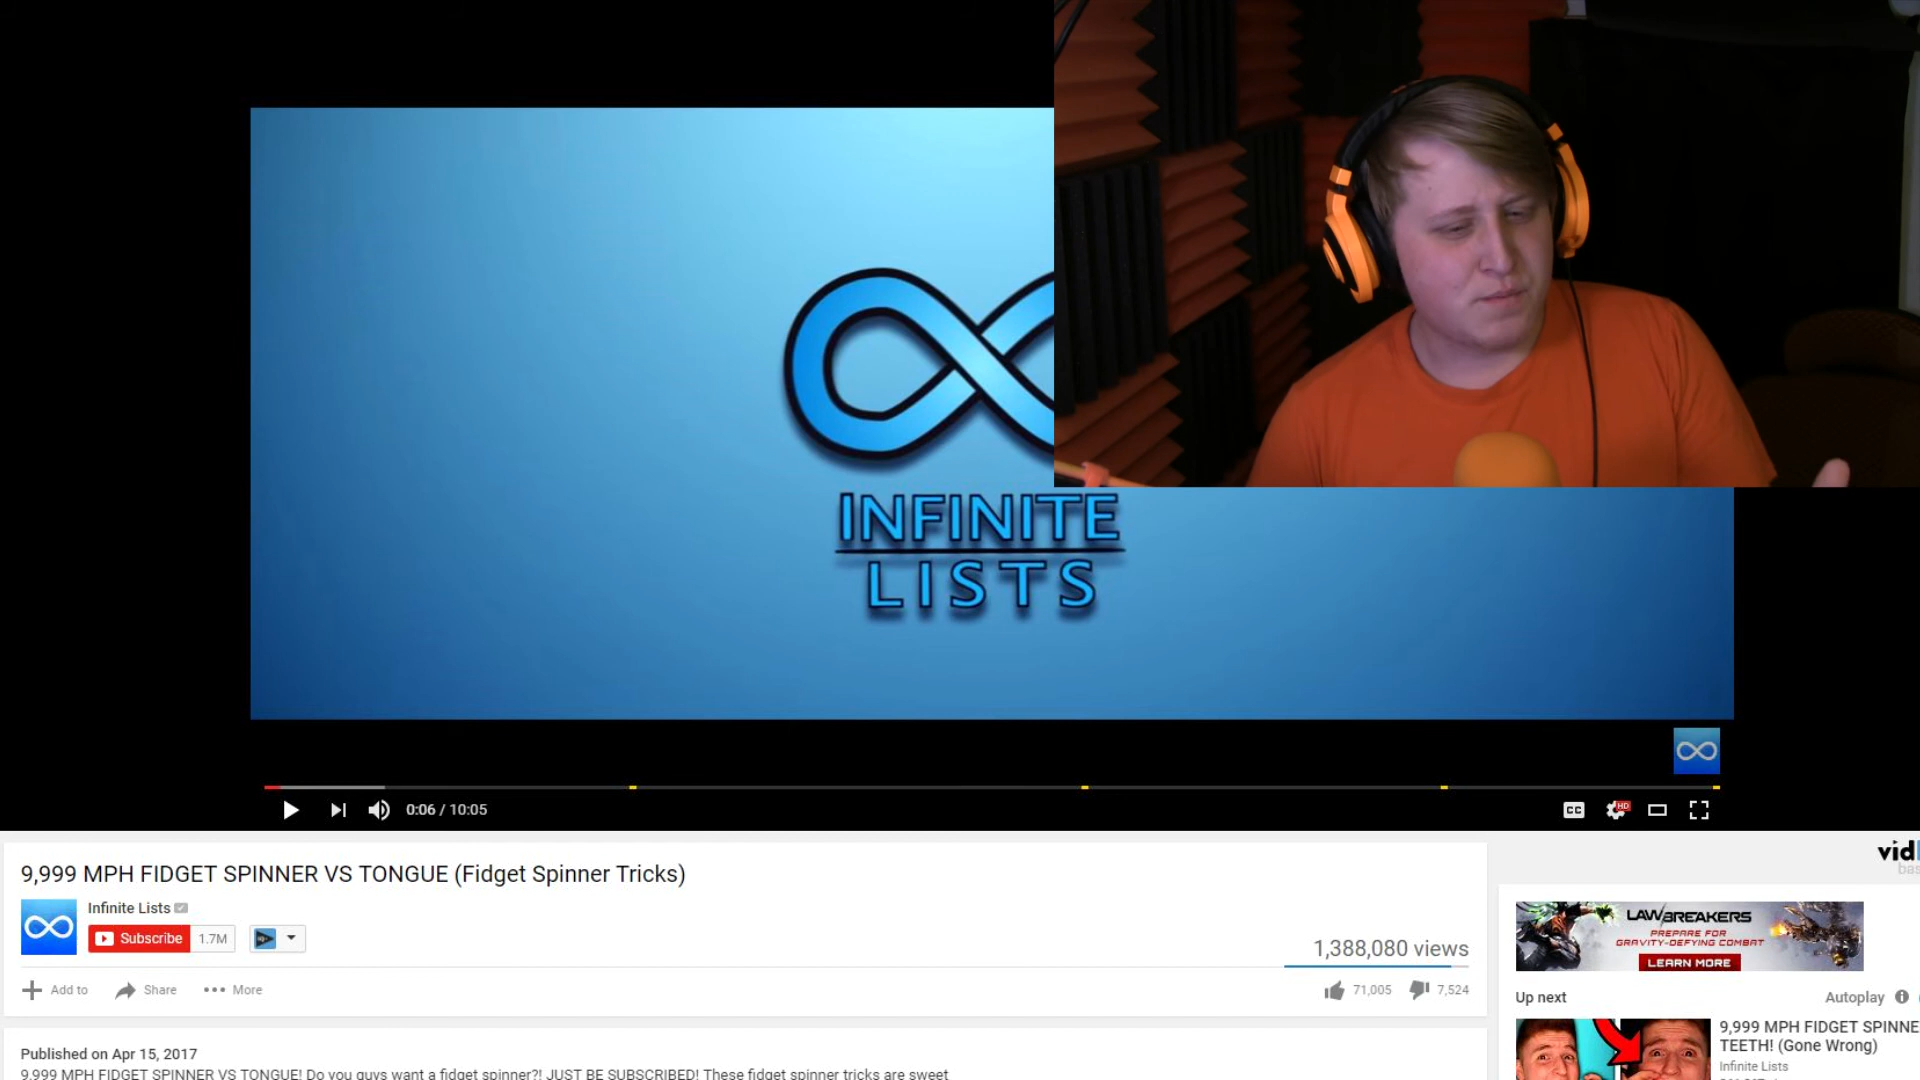 INFINITE
LISTS
0:06 / 10:05
CC
HD
9,999 MPH FIDGET SPINNER VS TONGUE (Fidget Spinner Tricks)
Infinite Lists
Subscribe 1.7M
1,388,080 views
Add to Share More
71,005 7,524
Published on Apr 15, 2017
9,999 MPH FIDGET SPINNER VS TONGUE! Do you guys want a fidget spinner?! JUST BE SUBSCRIBED! These fidget spinner tricks are sweet
vid
bas
LAWBREAKERS
PREPARE FOR
GRAVITY-DEFYING COMBAT
LEARN MORE
Up next Autoplay
9,999 MPH FIDGET SPINNE
TEETH! (Gone Wrong)
Infinite Lists